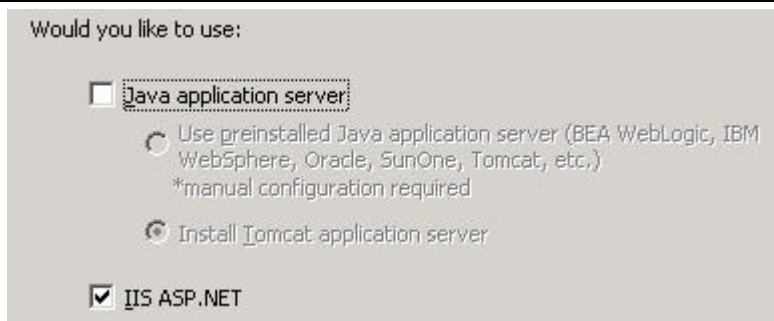 Would you like to use:
Java application server
Use preinstalled Java application server (BEA WebLogic, IBM
WebSphere, Oracle, SunOne, Tomcat, etc.)
*manual configuration required
Install Tomcat application server
IIS ASP.NET